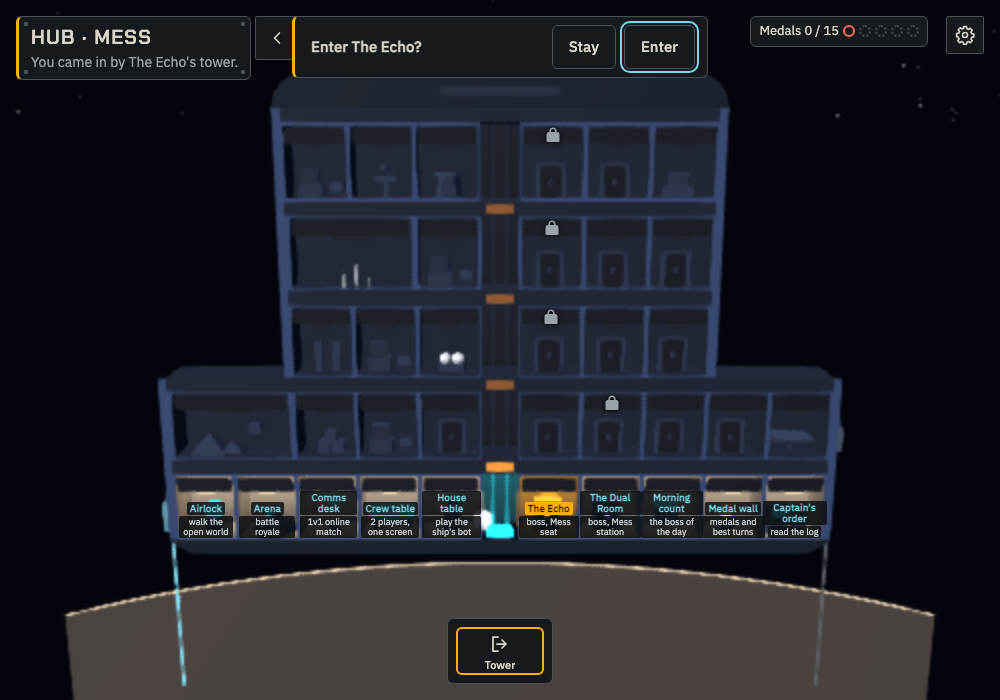 HUB · MESS
You came in by The Echo's tower.
Enter The Echo?
Stay
Enter
Medals 0 / 15
Airlock
walk the
open world
Arena
battle
royale
Comms
desk
1v1 online
match
Crew table
2 players,
one screen
House
table
play the
ship's bot
The Echo
boss, Mess
seat
The Dual
Room
boss, Mess
station
Morning
count
the boss of
the day
Medal wall
medals and
best turns
Captain's
order
read the log
Tower